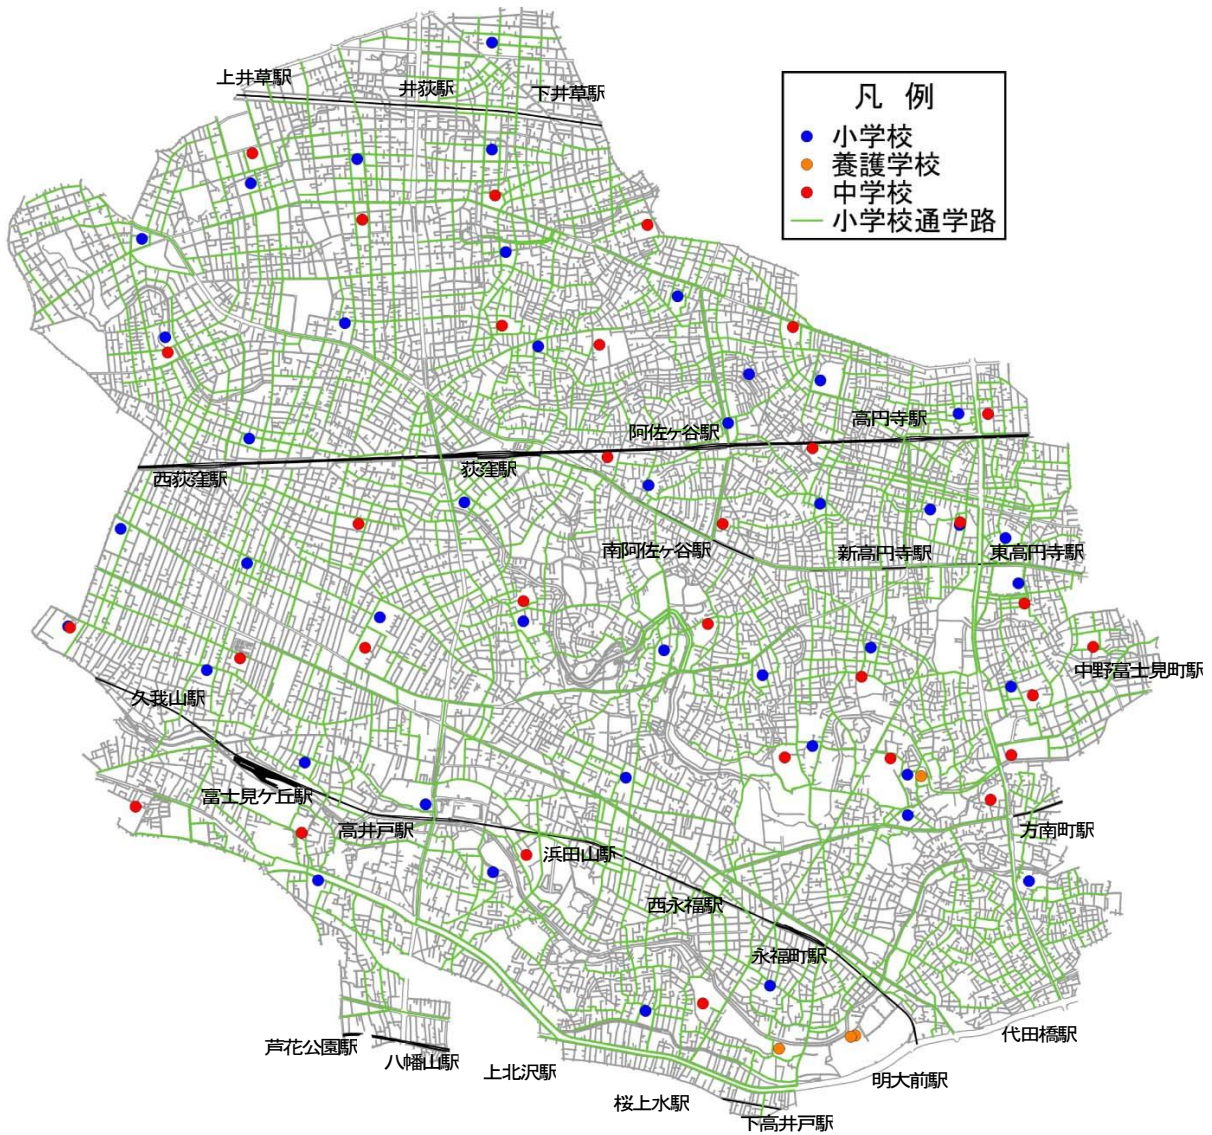 上井草駅
井荻駅
下井草駅
凡 例
小学校
養護学校
中学校
小学校通学路
高円寺駅
阿佐ヶ谷駅
荻窪駅
西荻窪駅
南阿佐ヶ谷駅
新高円寺駅
東高円寺駅
中野富士見町駅
久我山駅
富士見ケ丘駅
高井戸駅
方南町駅
浜田山駅
西永福駅
永福町駅
代田橋駅
芦花公園駅
八幡山駅
上北沢駅
明大前駅
桜上水駅
下高井戸駅